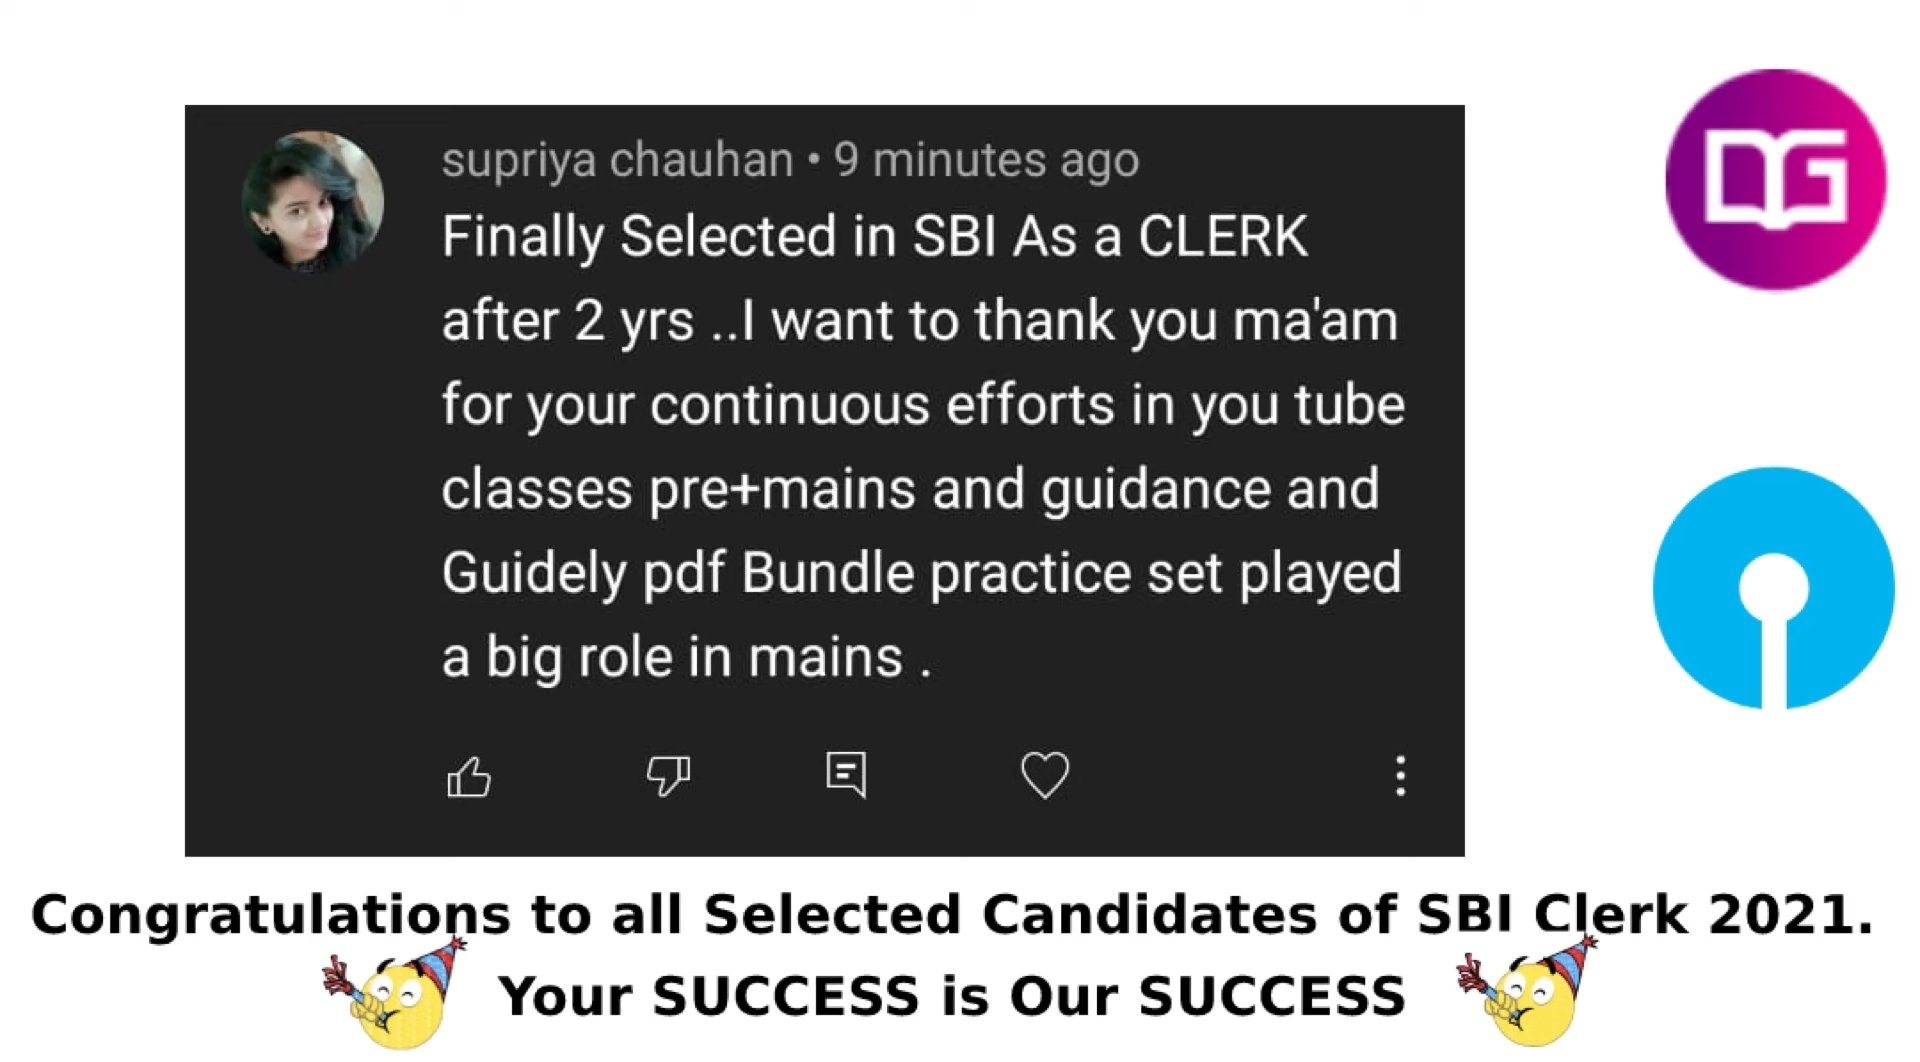 supriya chauhan • 9 minutes ago
Finally Selected in SBI As a CLERK
after 2 yrs ..I want to thank you ma'am
for your continuous efforts in you tube
classes pre+mains and guidance and
Guidely pdf Bundle practice set played
a big role in mains .
DG
Congratulations to all Selected Candidates of SBI Clerk 2021.
Your SUCCESS is Our SUCCESS